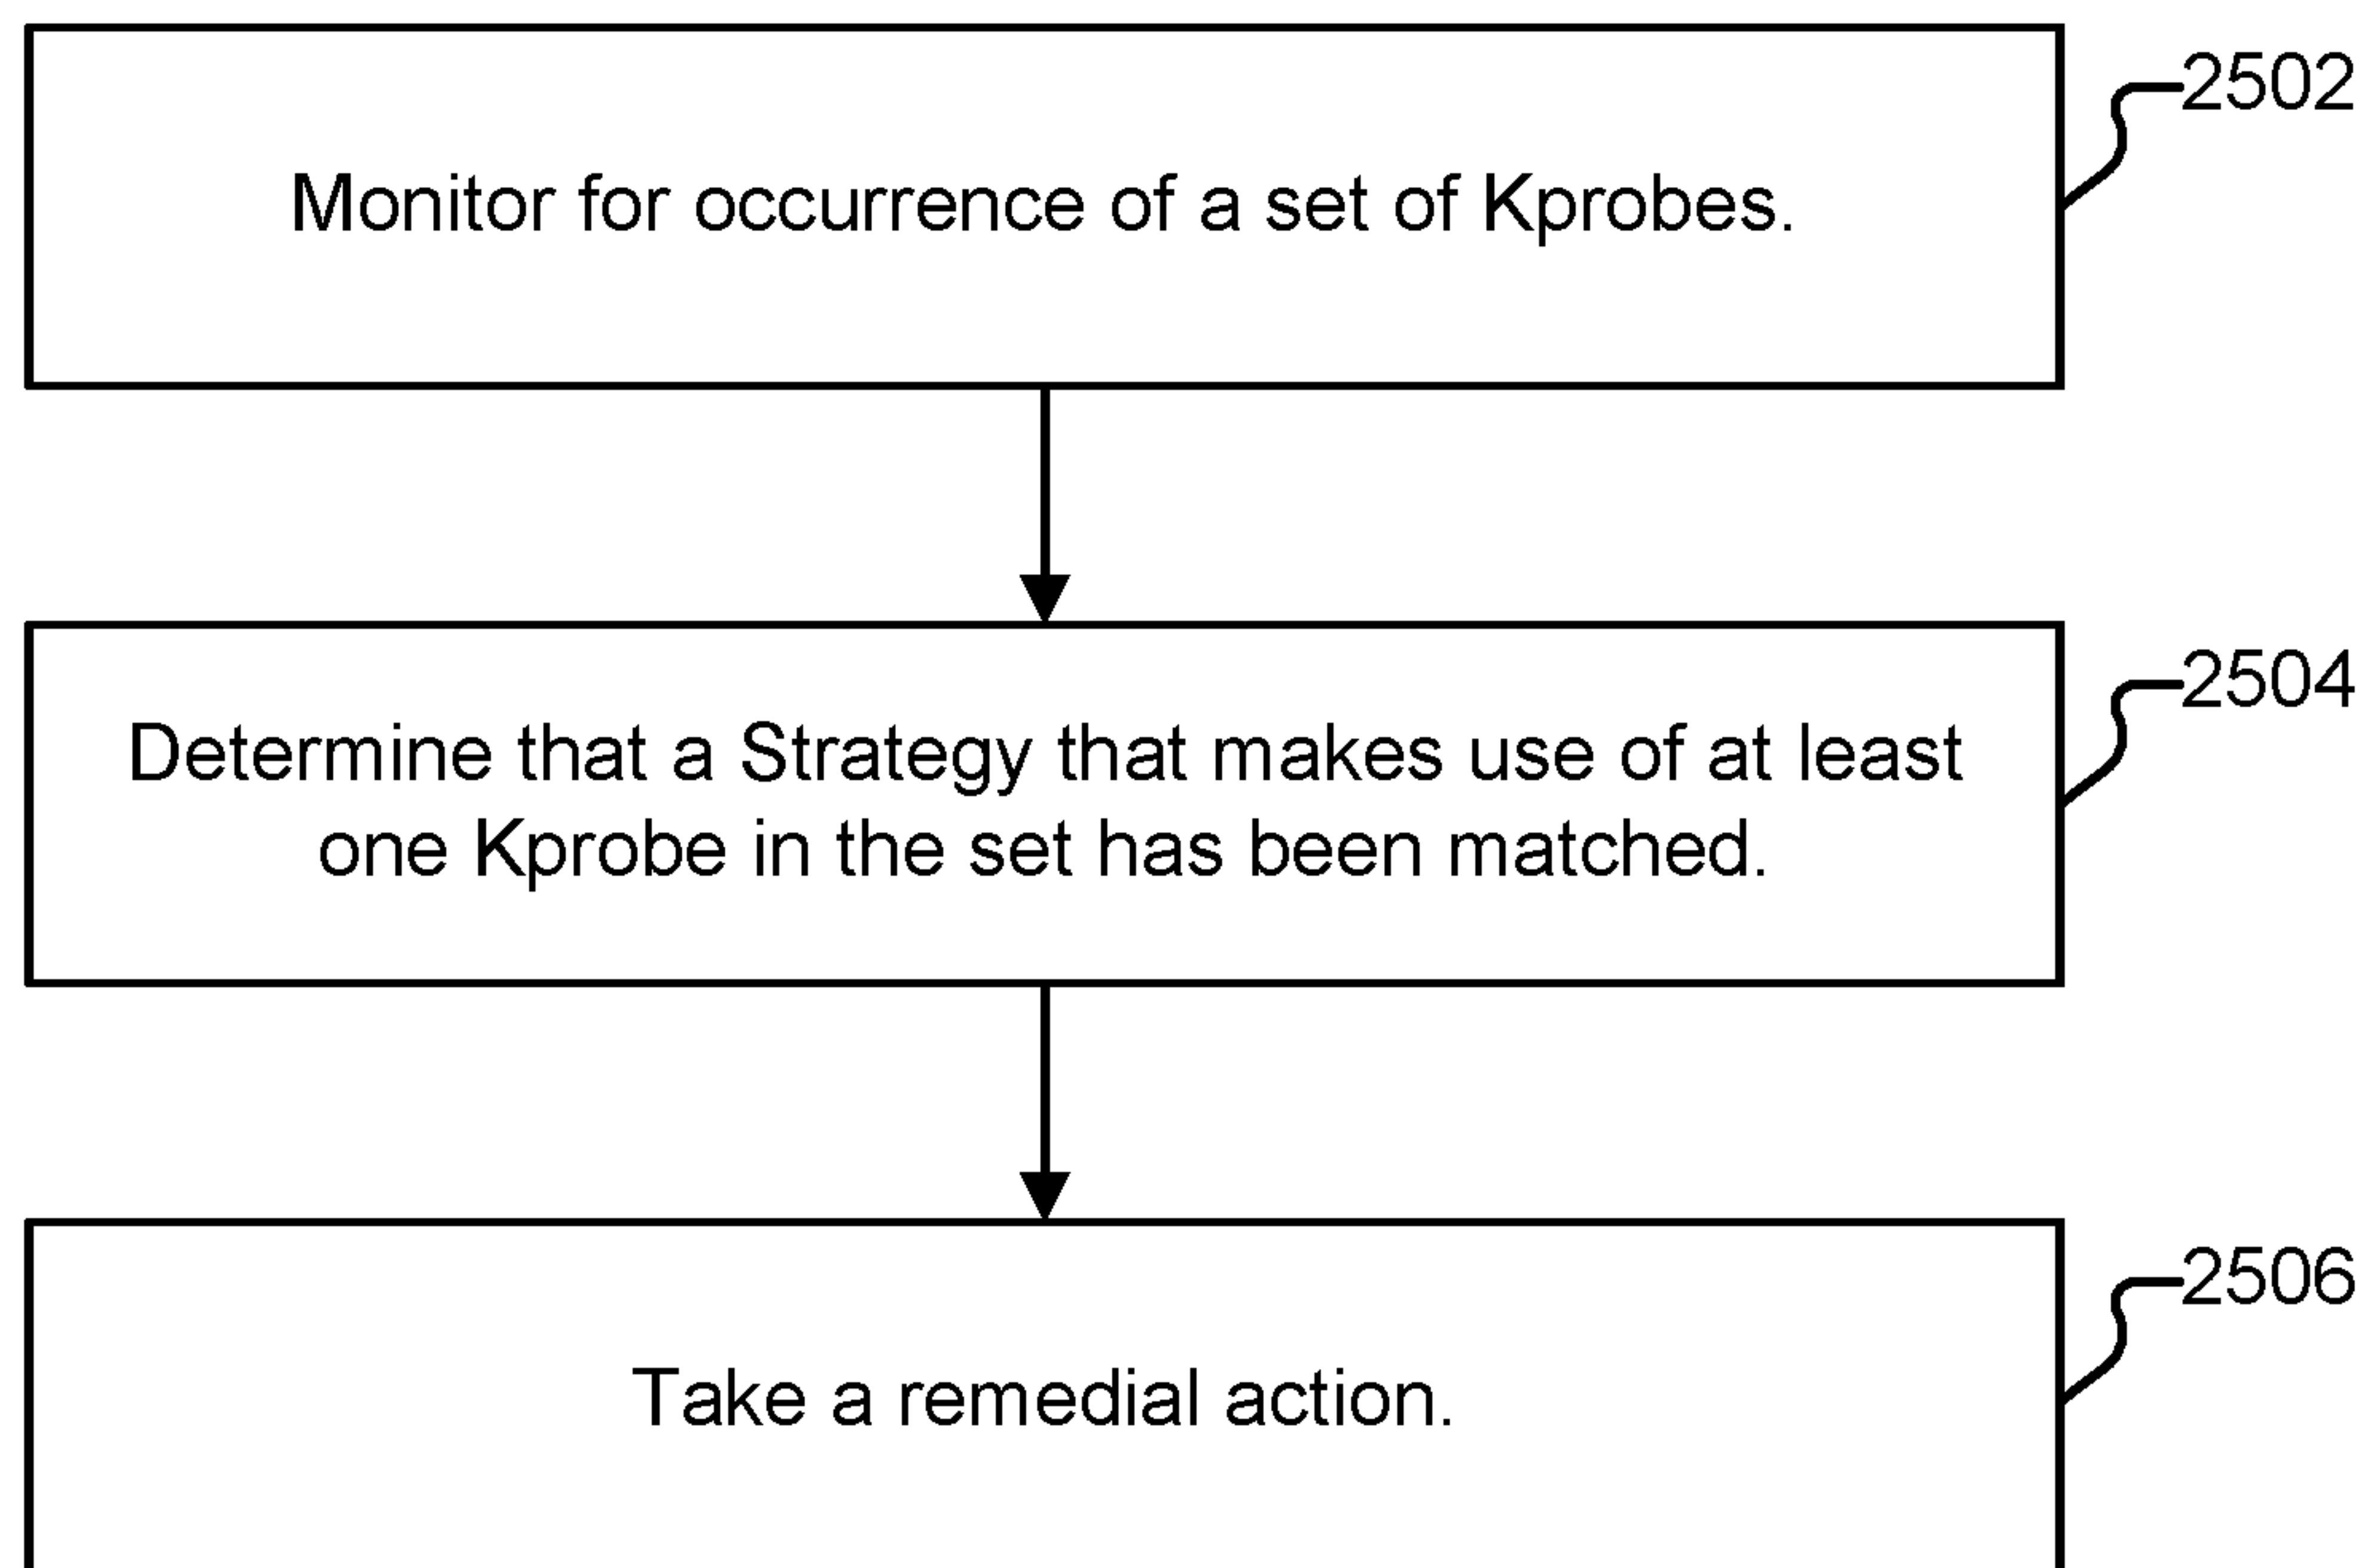 2502
Monitor for occurrence of a set of Kprobes.
2504
Determine that a Strategy that makes use of at least
one Kprobe in the set has been matched.
2506
Take a remedial action.